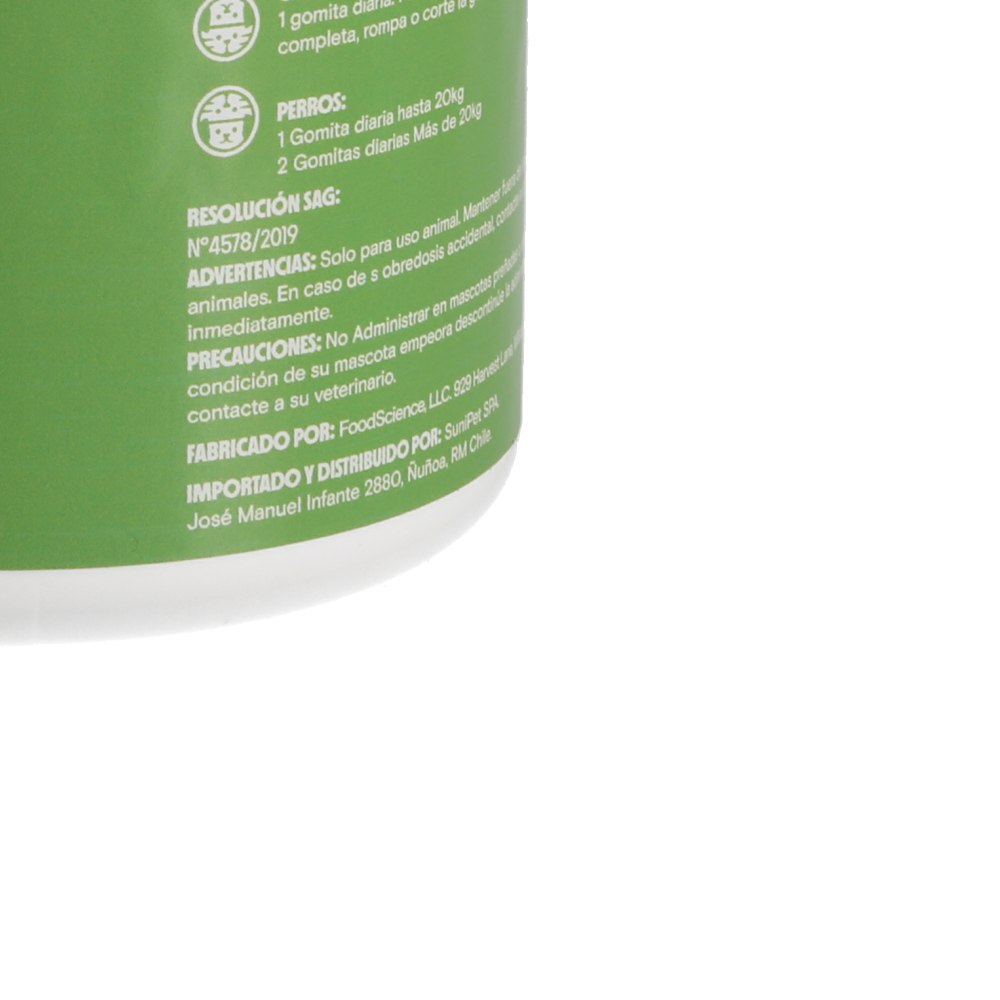 1 gomita diaria.
completa, rompa o corte la
PERROS:
1 Gomita diaria hasta 20kg
2 Gomitas diarias Más de 20kg
RESOLUCIÓN SAG:
N°4578/2019
ADVERTENCIAS: Solo para uso animal. Mantener fuera
animales. En caso de s obredosis accidental,
inmediatamente.
PRECAUCIONES: No Administrar en mascotas preñadas
condición de su mascota empeora descontinúe la
contacte a su veterinario.
FABRICADO POR: FoodScience, LLC. 929 Harvest Lane,
IMPORTADO Y DISTRIBUIDO POR: SuniPet SPA.
José Manuel Infante 2880, Ñuñoa, RM Chile.